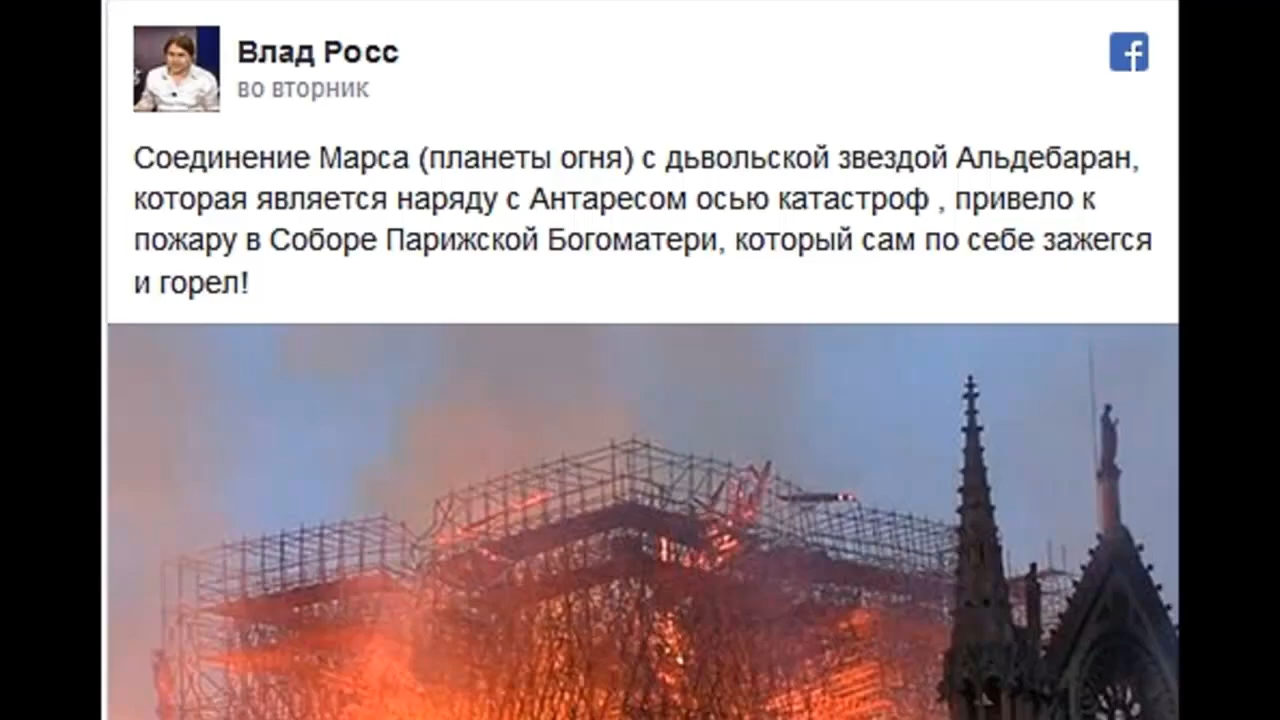 Влад Росс
во вторник
Соединение Марса (планеты огня) с дьвольской звездой Альдебаран,
которая является наряду с Антаресом осью катастроф , привело к
пожару в Соборе Парижской Богоматери, который сам по себе зажегся
и горел!